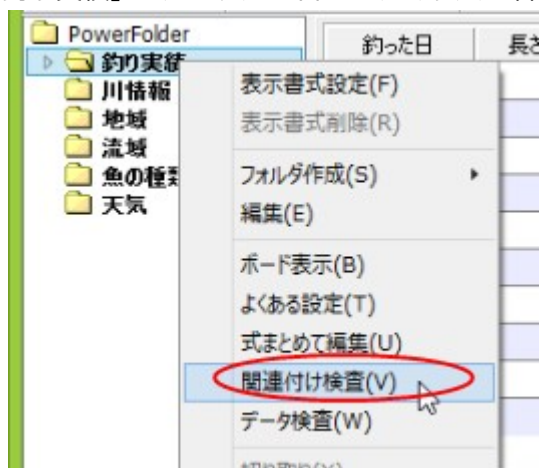 PowerFolder
釣り実績
川情報
地域
流域
魚の種類
天気
釣った日
長さ
表示書式設定(F)
表示書式削除(R)
フォルダ作成(S)
編集(E)
ボード表示(B)
よくある設定(T)
式まとめて編集(U)
関連付け検査(V)
データ検査(W)